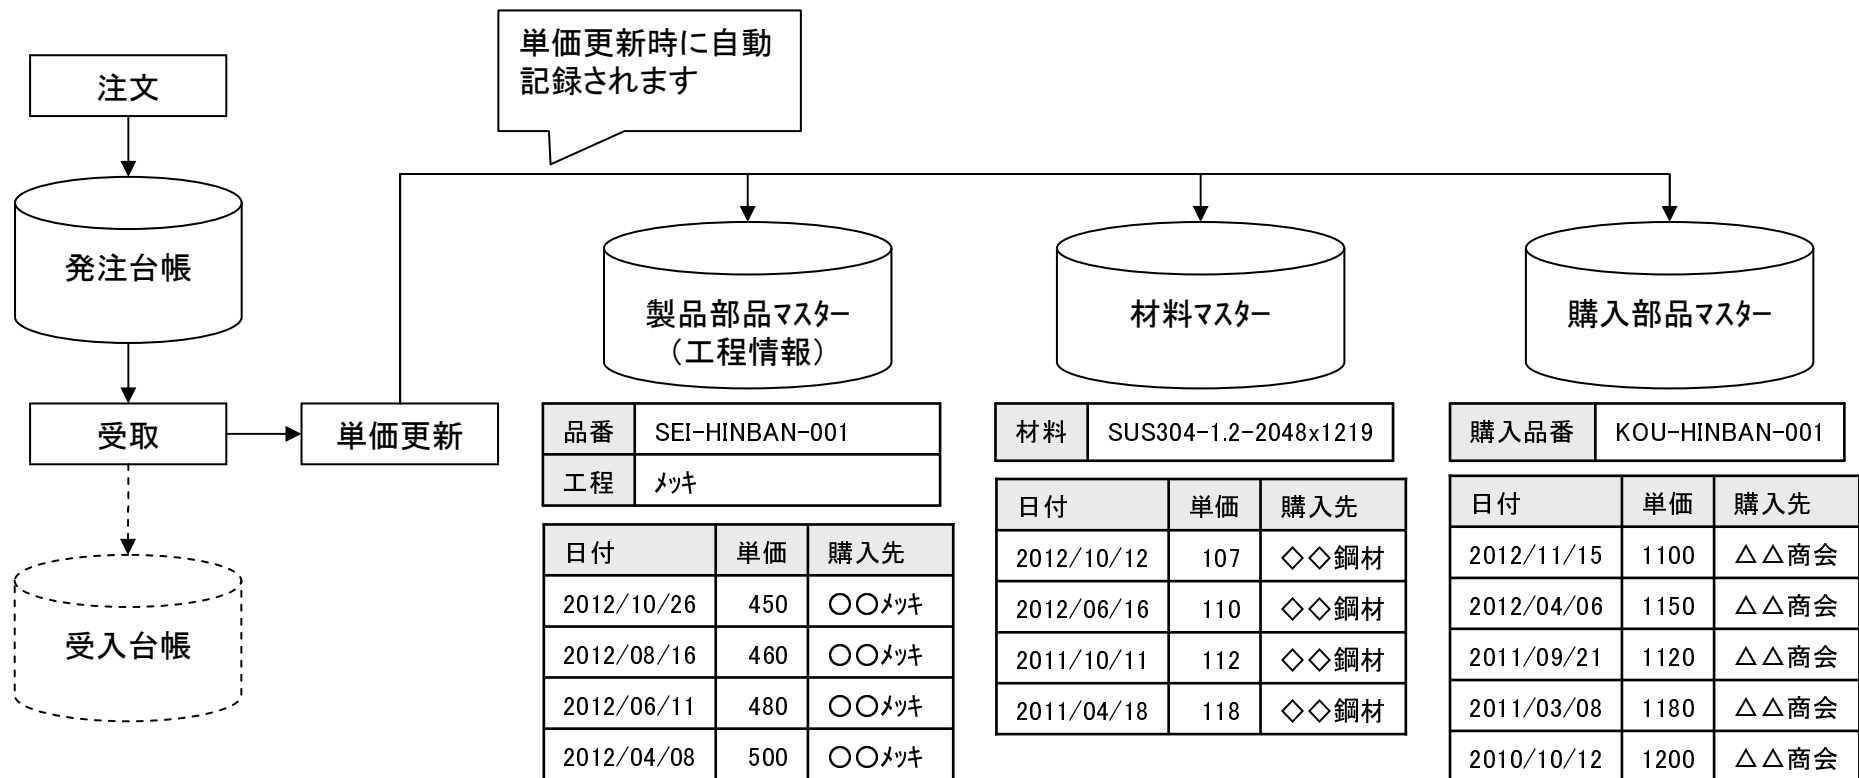 単価更新時に自動
記録されます
注文
発注台帳
受取
単価更新
受入台帳
製品部品ﾏｽﾀｰ
（工程情報）
品番 SEI-HINBAN-001
工程 ﾒｯｷ
日付 単価 購入先
2012/10/26 450 〇〇ﾒｯｷ
2012/08/16 460 〇〇ﾒｯｷ
2012/06/11 480 〇〇ﾒｯｷ
2012/04/08 500 〇〇ﾒｯｷ
材料ﾏｽﾀｰ
材料 SUS304-1.2-2048x1219
日付 単価 購入先
2012/10/12 107 ◇◇鋼材
2012/06/16 110 ◇◇鋼材
2011/10/11 112 ◇◇鋼材
2011/04/18 118 ◇◇鋼材
購入部品ﾏｽﾀｰ
購入品番 KOU-HINBAN-001
日付 単価 購入先
2012/11/15 1100 △△商会
2012/04/06 1150 △△商会
2011/09/21 1120 △△商会
2011/03/08 1180 △△商会
2010/10/12 1200 △△商会